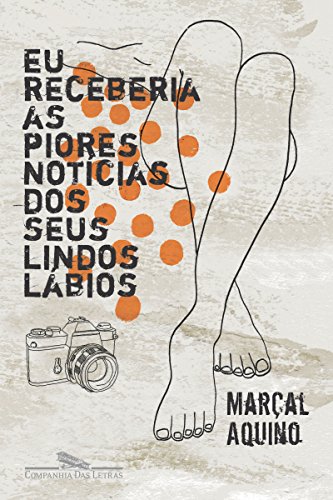 EU
RECEBERIA
AS
PIORES
NOTÍCIAS
DOS
SEUS
LINDOS
LÁBIOS
MARÇAL
AQUINO
COMPANHIA DAS LETRAS